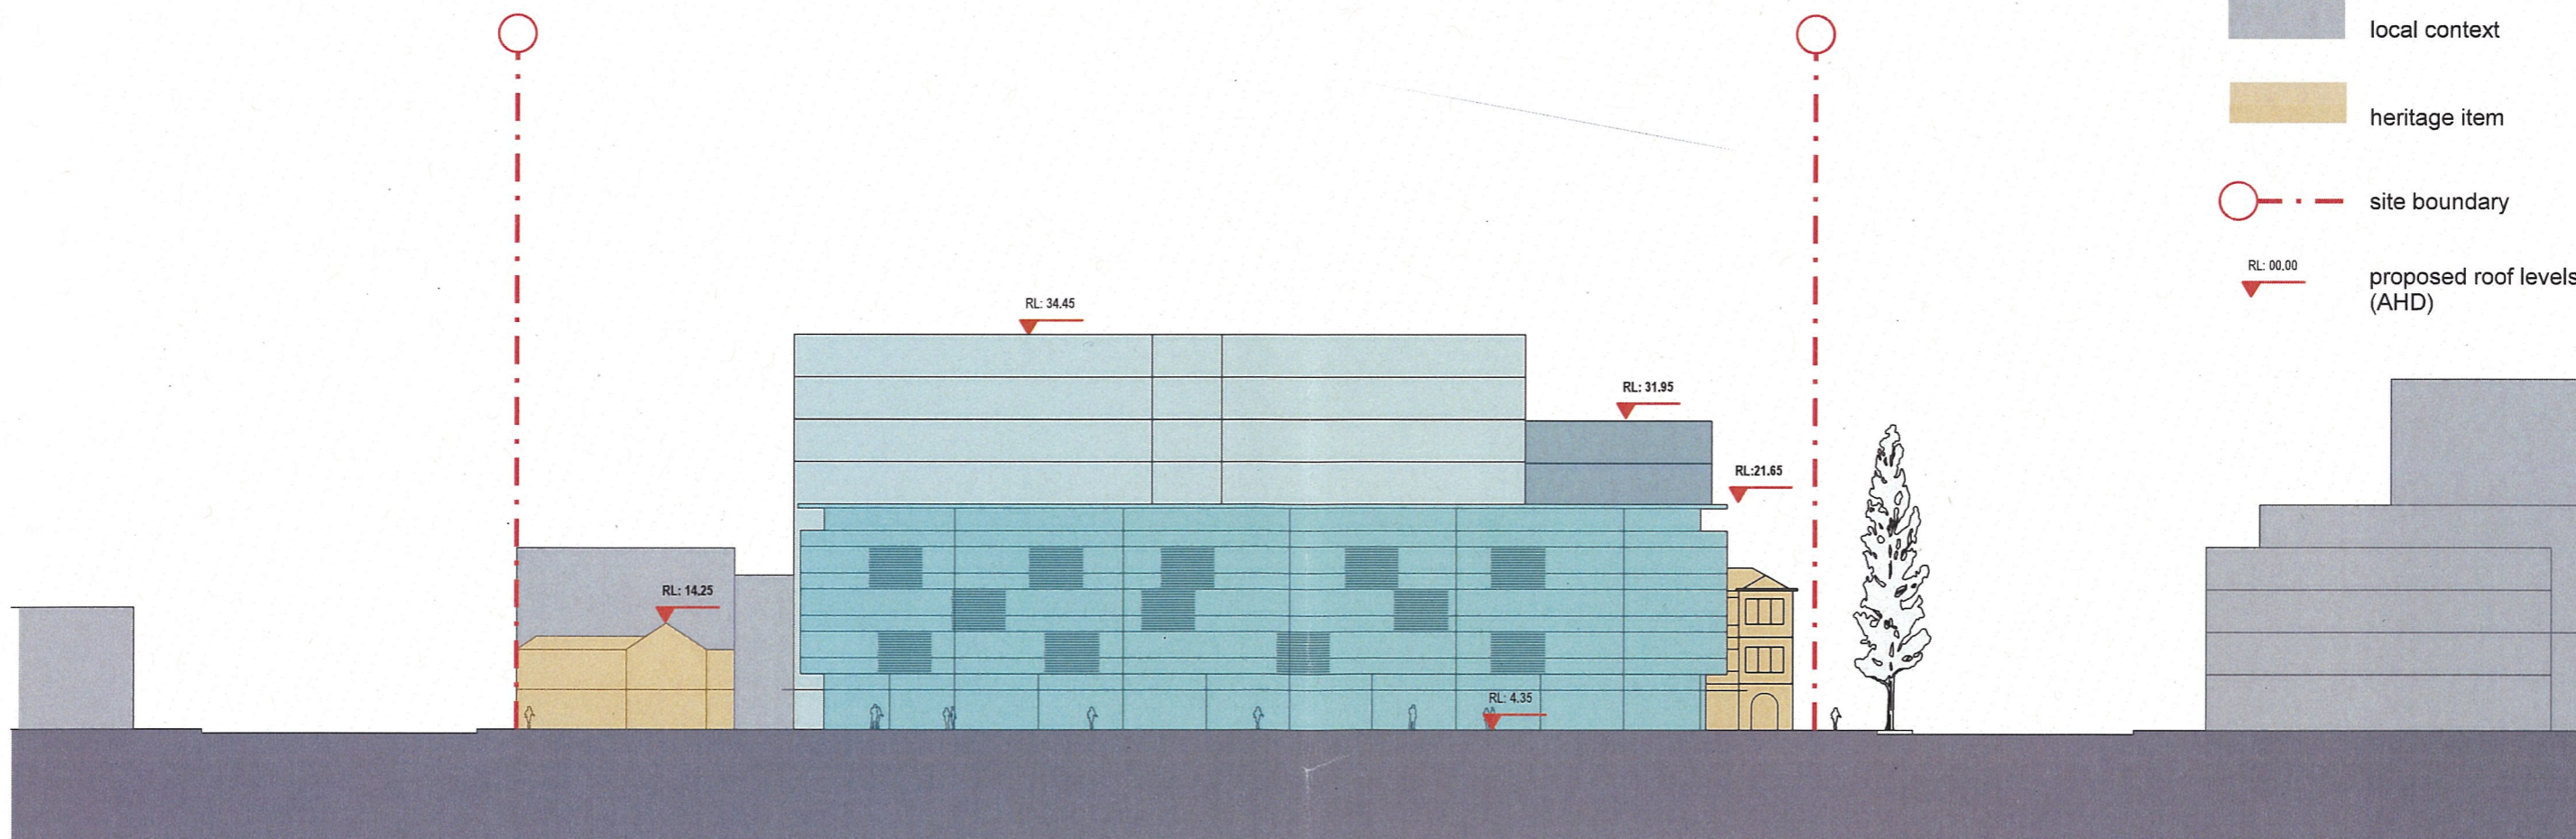 local context
heritage item
site boundary
RL: 00.00
proposed roof levels
(AHD)
RL: 34.45
RL: 31.95
RL:21.65
RL: 14.25
RL: 4.35